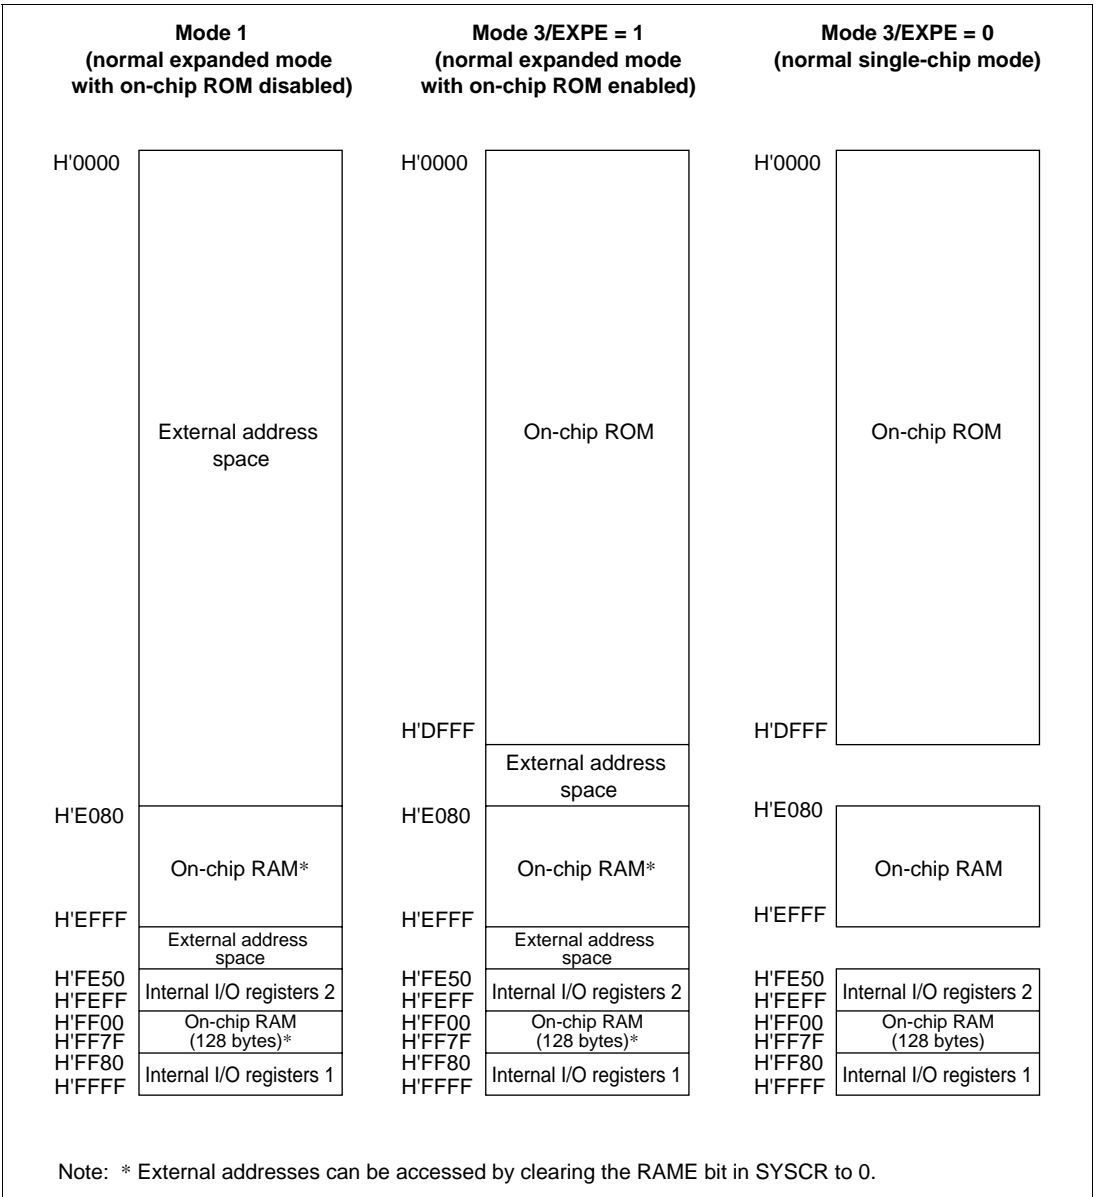 Mode 1
(normal expanded mode
with on-chip ROM disabled)
H'0000
External address
space
H'E080
On-chip RAM*
H'EFFF
External address
space
H'FE50
Internal I/O registers 2
H'FEFF
H'FF00
On-chip RAM
(128 bytes)*
H'FF7F
H'FF80
Internal I/O registers 1
H'FFFF
Mode 3/EXPE = 1
(normal expanded mode
with on-chip ROM enabled)
H'0000
On-chip ROM
H'DFFF
External address
space
H'E080
On-chip RAM*
H'EFFF
External address
space
H'FE50
Internal I/O registers 2
H'FEFF
H'FF00
On-chip RAM
(128 bytes)*
H'FF7F
H'FF80
Internal I/O registers 1
H'FFFF
Mode 3/EXPE = 0
(normal single-chip mode)
H'0000
On-chip ROM
H'DFFF
H'E080
On-chip RAM
H'EFFF
H'FE50
Internal I/O registers 2
H'FEFF
H'FF00
On-chip RAM
(128 bytes)
H'FF7F
H'FF80
Internal I/O registers 1
H'FFFF
Note: * External addresses can be accessed by clearing the RAME bit in SYSCR to 0.